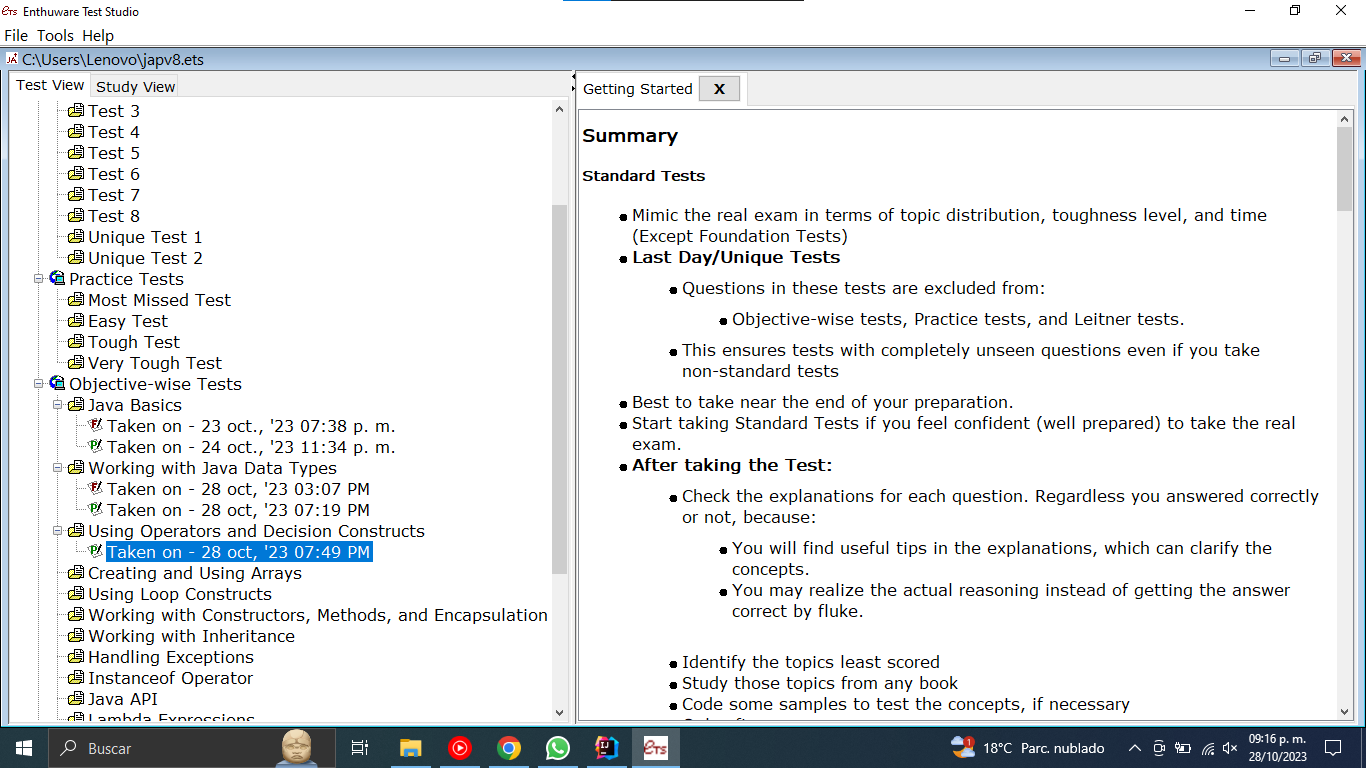 ETS Enthuware Test Studio
File Tools Help
JA C:\Users\Lenovo\japv8.ets
Test View Study View
Test 3
Test 4
Test 5
Test 6
Test 7
Test 8
Unique Test 1
Unique Test 2
Practice Tests
Most Missed Test
Easy Test
Tough Test
Very Tough Test
Objective-wise Tests
Java Basics
F Taken on - 23 oct., '23 07:38 p. m.
P Taken on - 24 oct., '23 11:34 p. m.
Working with Java Data Types
F Taken on - 28 oct, '23 03:07 PM
P Taken on - 28 oct, '23 07:19 PM
Using Operators and Decision Constructs
P Taken on - 28 oct, '23 07:49 PM
Creating and Using Arrays
Using Loop Constructs
Working with Constructors, Methods, and Encapsulation
Working with Inheritance
Handling Exceptions
Instanceof Operator
Java API
Lambda Expressions
Getting Started X
Summary
Standard Tests
Mimic the real exam in terms of topic distribution, toughness level, and time
(Except Foundation Tests)
Last Day/Unique Tests
Questions in these tests are excluded from:
Objective-wise tests, Practice tests, and Leitner tests.
This ensures tests with completely unseen questions even if you take
non-standard tests
Best to take near the end of your preparation.
Start taking Standard Tests if you feel confident (well prepared) to take the real
exam.
After taking the Test:
Check the explanations for each question. Regardless you answered correctly
or not, because:
You will find useful tips in the explanations, which can clarify the
concepts.
You may realize the actual reasoning instead of getting the answer
correct by fluke.
Identify the topics least scored
Study those topics from any book
Code some samples to test the concepts, if necessary
Buscar
ETS
1 18°C Parc. nublado
09:16 p. m.
28/10/2023